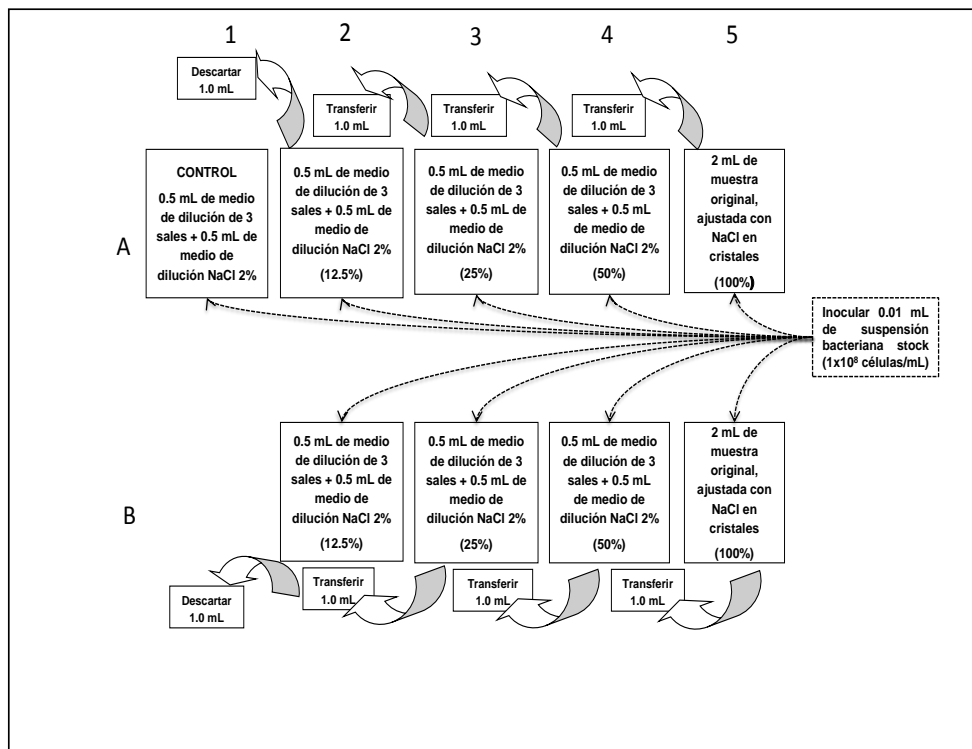 1
2
3
4
5
Descartar
1.0 mL
Transferir
1.0 mL
Transferir
1.0 mL
Transferir
1.0 mL
A
CONTROL
0.5 mL de medio
de dilución de 3
sales + 0.5 mL de
medio de
dilución NaCl 2%
0.5 mL de medio
de dilución de 3
sales + 0.5 mL de
medio de
dilución NaCl 2%
(12.5%)
0.5 mL de medio
de dilución de 3
sales + 0.5 mL de
medio de
dilución NaCl 2%
(25%)
0.5 mL de medio
de dilución de 3
sales + 0.5 mL
de medio de
dilución NaCl 2%
(50%)
2 mL de
muestra
original,
ajustada con
NaCl en
cristales
(100%)
Inocular 0.01 mL
de suspensión
bacteriana stock
(1x10⁸ células/mL)
B
0.5 mL de medio
de dilución de 3
sales + 0.5 mL de
medio de
dilución NaCl 2%
(12.5%)
0.5 mL de medio
de dilución de 3
sales + 0.5 mL de
medio de
dilución NaCl 2%
(25%)
0.5 mL de medio
de dilución de 3
sales + 0.5 mL
de medio de
dilución NaCl 2%
(50%)
2 mL de
muestra
original,
ajustada con
NaCl en
cristales
(100%)
Descartar
1.0 mL
Transferir
1.0 mL
Transferir
1.0 mL
Transferir
1.0 mL